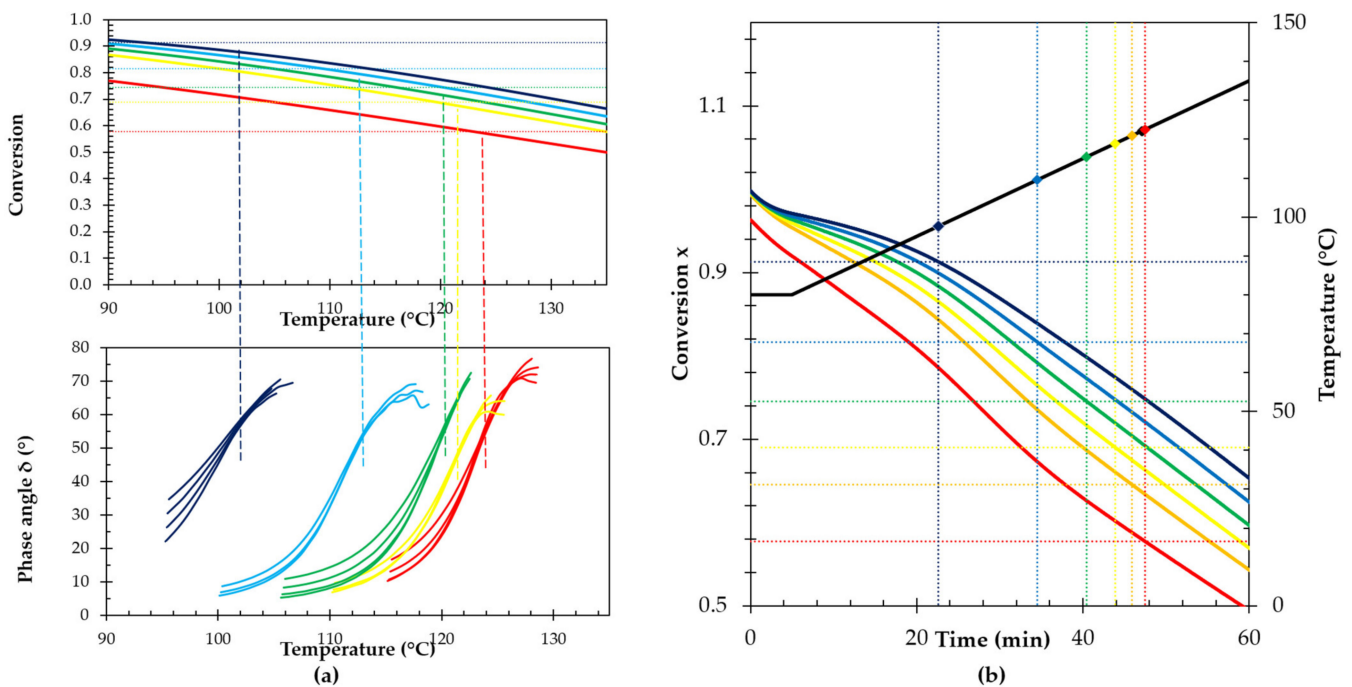 Conversion
1.0
0.9
0.8
0.7
0.6
0.5
0.4
0.3
0.2
0.1
0.0
90 100 110 120 130
Temperature (°C)
Phase angle δ (°)
80
70
60
50
40
30
20
10
0
90 100 110 120 130
Temperature (°C)
(a)
Conversion x
1.1
0.9
0.7
0.5
0 20 40 60
Time (min)
150
100
50
0
Temperature (°C)
(b)